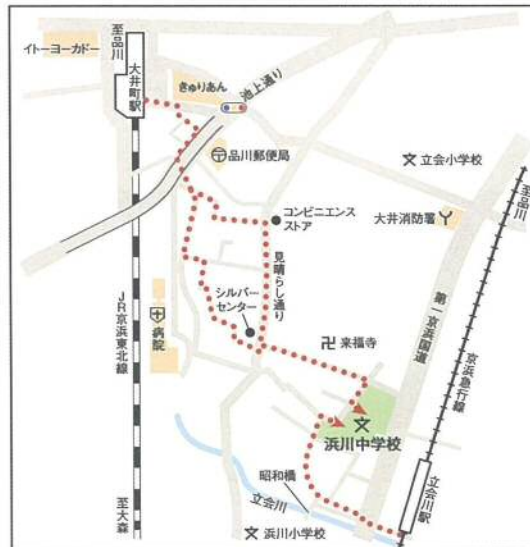 至品川
イトーヨーカドー
大井町駅
きゅりあん
池上通り
品川郵便局
立会小学校
至品川
コンビニエンス
ストア
大井消防署
見晴らし通り
シルバー
センター
第一京浜国道
JR京浜東北線
病院
来福寺
京浜急行線
浜川中学校
昭和橋
立会川
立会川駅
至大森
浜川小学校